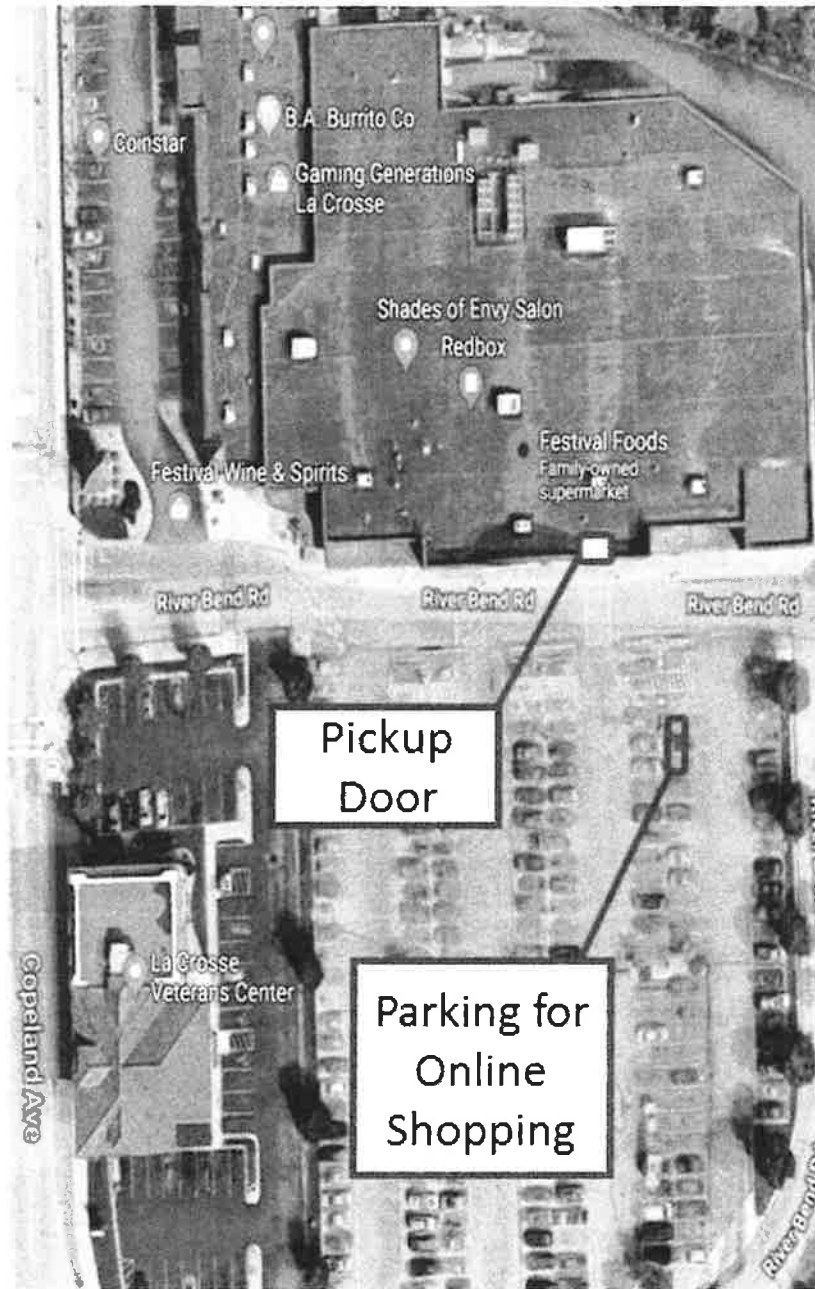 B.A. Burrito Co
Coinstar
Gaming Generations
La Crosse
Shades of Envy Salon
Redbox
Festival Foods
Family-owned
supermarket
Festival Wine & Spirits
River Bend Rd
River Bend Rd
River Bend Rd
Pickup
Door
La Crosse
Veterans Center
Copeland Ave
Parking for
Online
Shopping
River Bend